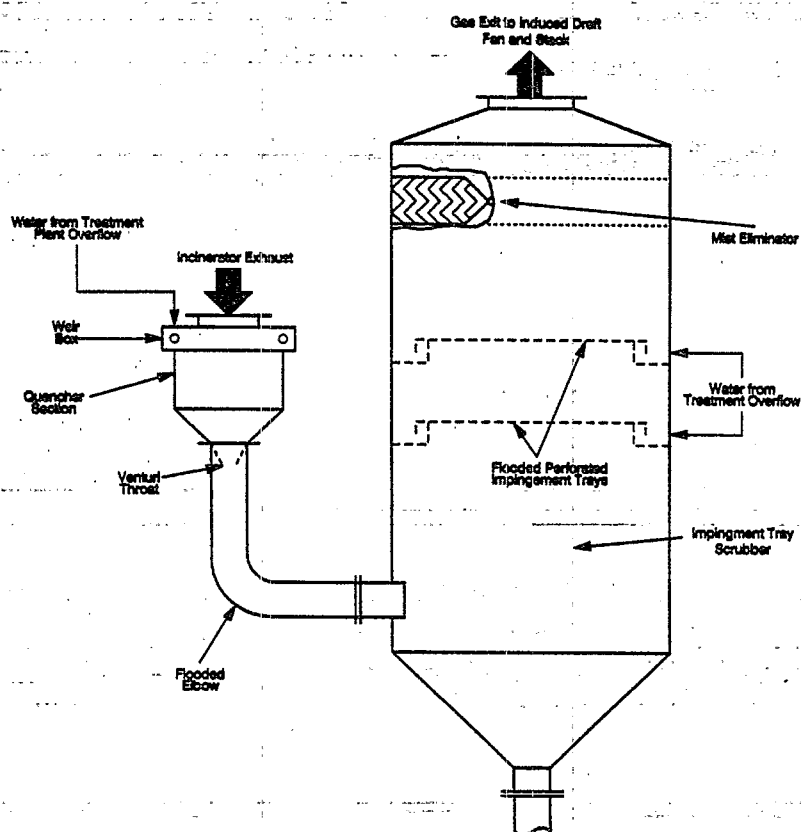 Gas Exit to Induced Draft
Fan and Stack
Water from Treatment
Plant Overflow
Incinerator Exhaust
Mist Eliminator
Weir
Box
Quenchar
Section
Water from
Treatment Overflow
Venturi
Throat
Flooded Perforated
Impingement Trays
Impingment Tray
Scrubber
Flooded
Elbow